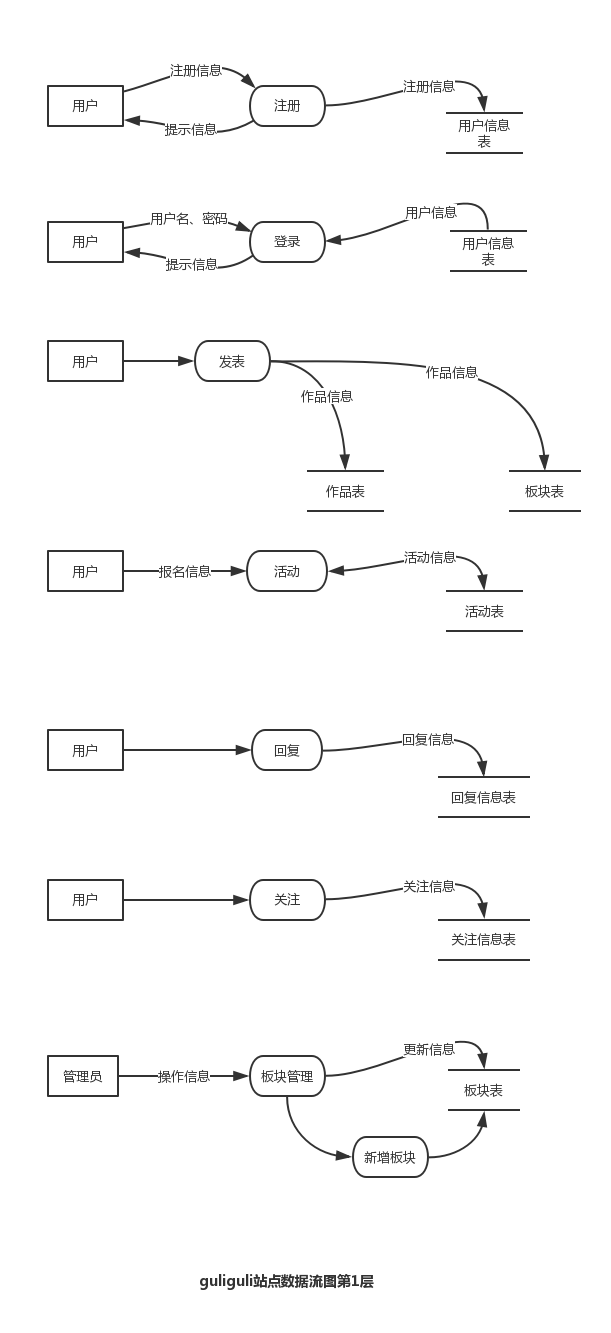 注册信息
用户
注册
注册信息
提示信息
用户信息
表
用户名、密码
用户
登录
用户信息
提示信息
用户信息
表
用户
发表
作品信息
作品信息
作品表
板块表
用户
报名信息
活动
活动信息
活动表
用户
回复
回复信息
回复信息表
用户
关注
关注信息
关注信息表
管理员
操作信息
板块管理
更新信息
板块表
新增板块
guliguli站点数据流图第1层